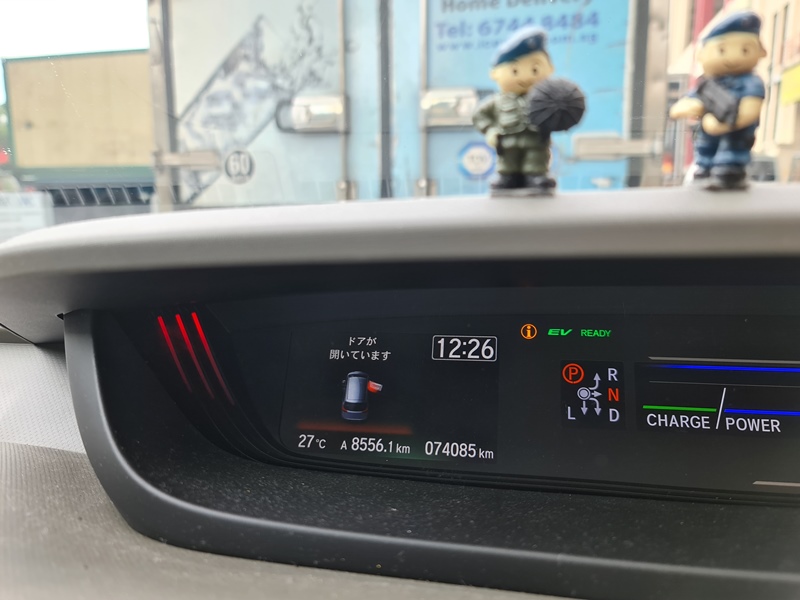 Home Delivery
Tel: 6744 8484
60
ドアが
開いています
12:26
i EV READY
P R
N
L D
CHARGE POWER
27°C A 8556.1 km 074085 km